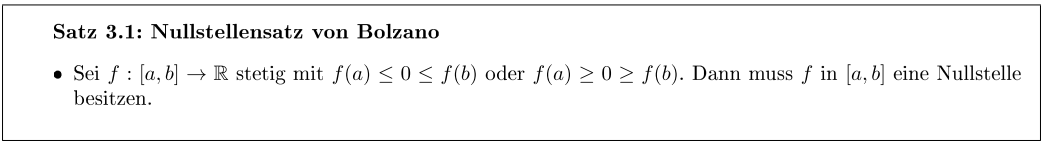 Satz 3.1: Nullstellensatz von Bolzano
• Sei f : [a, b] → ℝ stetig mit f(a) ≤ 0 ≤ f(b) oder f(a) ≥ 0 ≥ f(b). Dann muss f in [a, b] eine Nullstelle
besitzen.